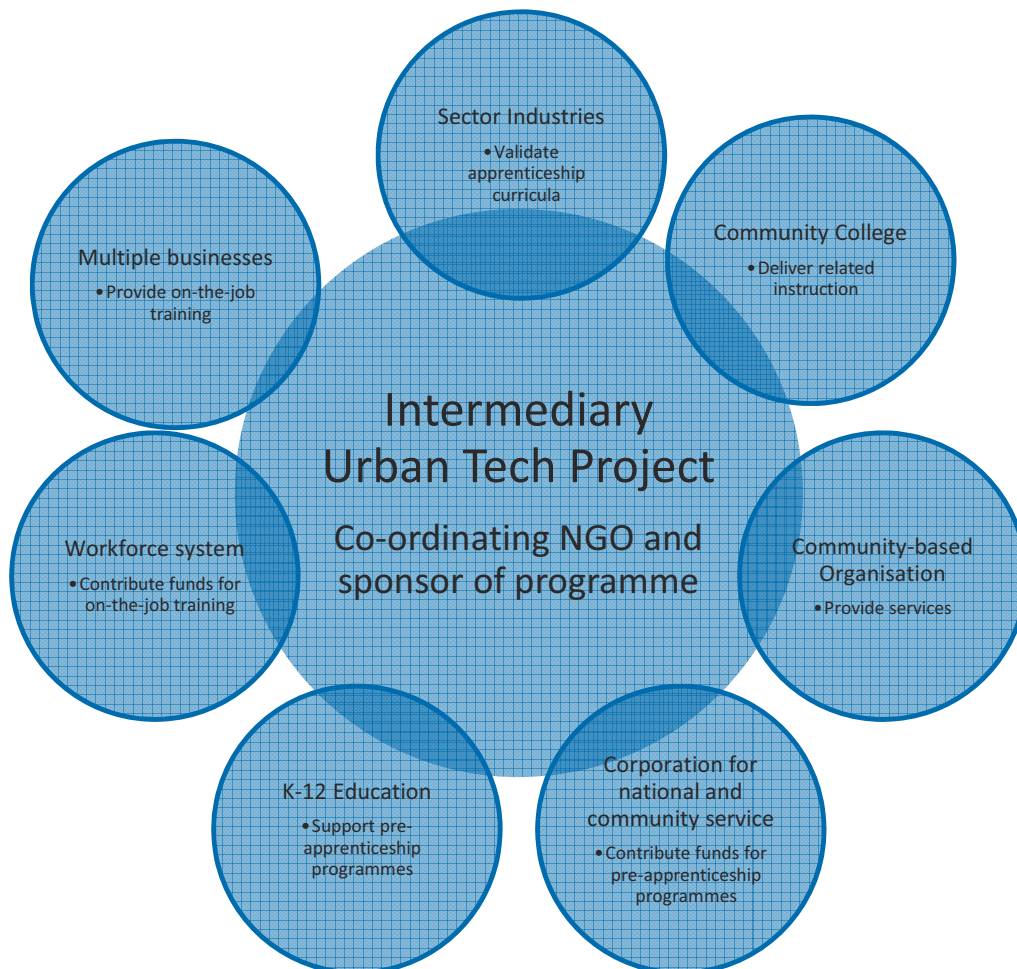 Sector Industries
•Validate
apprenticeship
curricula
Community College
•Deliver related
instruction
Community-based
Organisation
•Provide services
Corporation for
national and
community service
•Contribute funds for
pre-apprenticeship
programmes
K-12 Education
•Support pre-
apprenticeship
programmes
Workforce system
•Contribute funds for
on-the-job training
Multiple businesses
•Provide on-the-job
training
Intermediary
Urban Tech Project
Co-ordinating NGO and
sponsor of programme